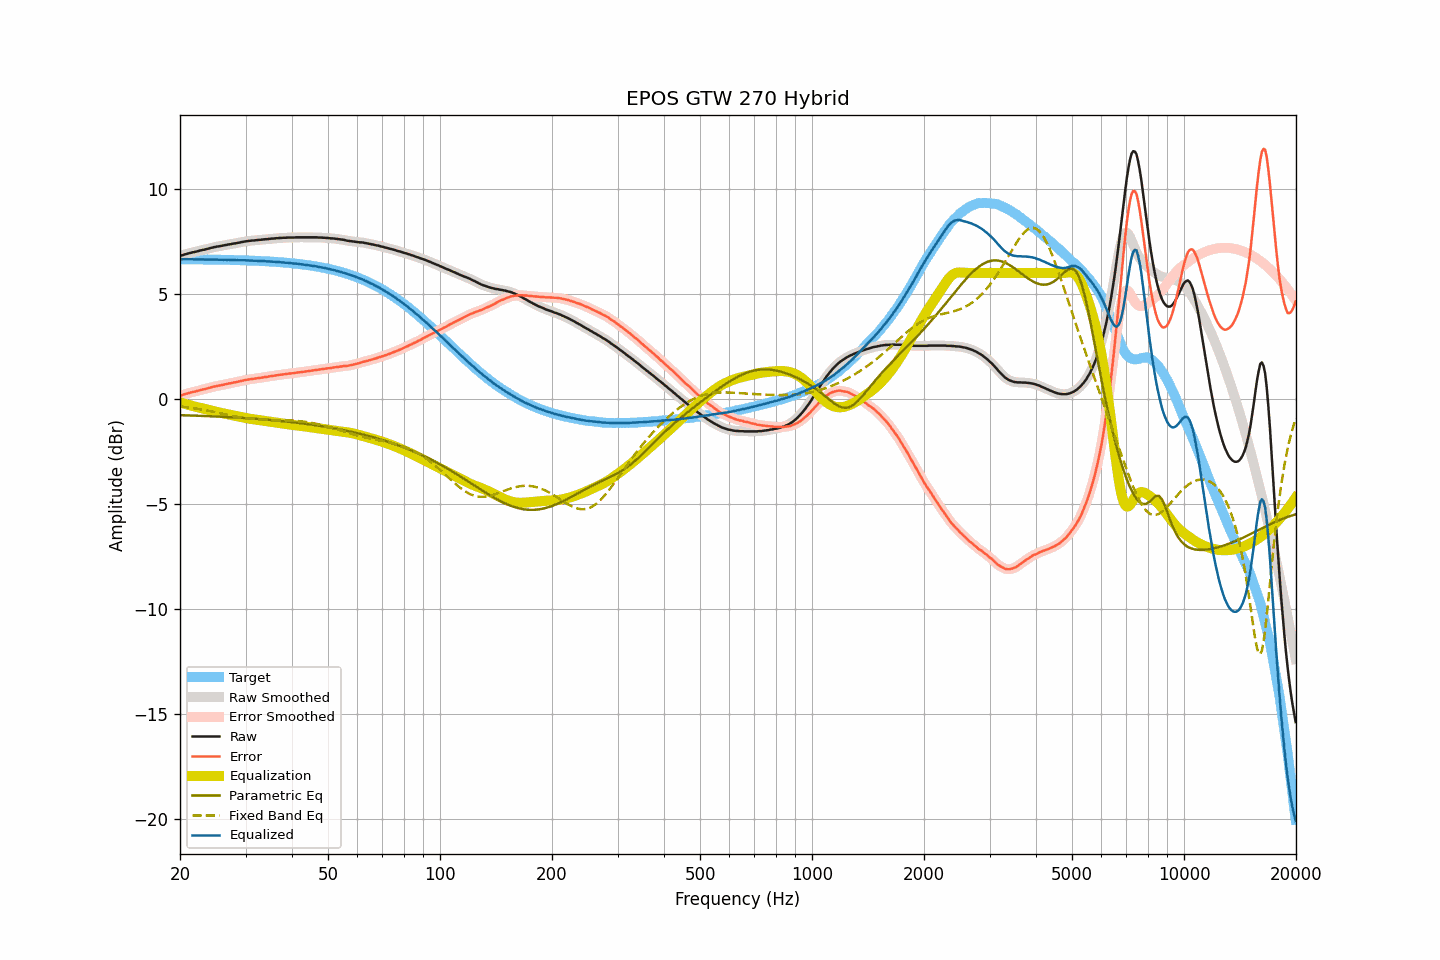 EPOS GTW 270 Hybrid
Amplitude (dBr)
10
5
0
−5
−10
−15
−20
Target
Raw Smoothed
Error Smoothed
Raw
Error
Equalization
Parametric Eq
Fixed Band Eq
Equalized
20 50 100 200 500 1000 2000 5000 10000 20000
Frequency (Hz)